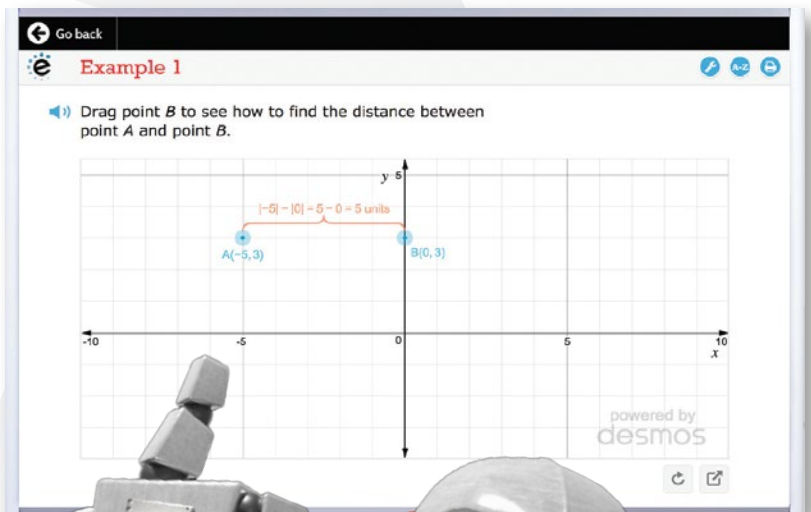 Go back
Example 1
A-Z
Drag point B to see how to find the distance between
point A and point B.
y 5
|−5| − |0| = 5 − 0 = 5 units
A(−5, 3)
B(0, 3)
-10 -5 0 5 10
x
powered by
desmos